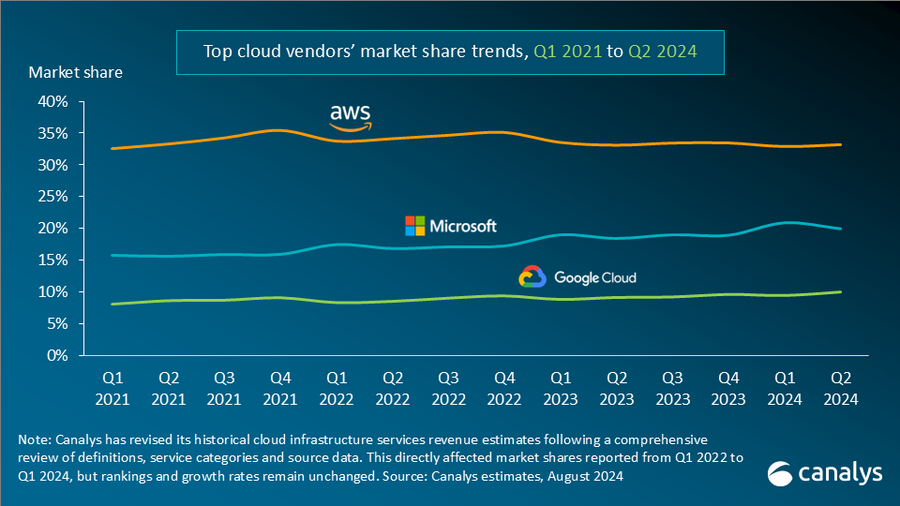 Top cloud vendors’ market share trends, Q1 2021 to Q2 2024
Market share
40%
35%
30%
25%
20%
15%
10%
5%
0%
aws
Microsoft
Google Cloud
Q1 Q2 Q3 Q4 Q1 Q2 Q3 Q4 Q1 Q2 Q3 Q4 Q1 Q2
2021 2021 2021 2021 2022 2022 2022 2022 2023 2023 2023 2023 2024 2024
Note: Canalys has revised its historical cloud infrastructure services revenue estimates following a comprehensive
review of definitions, service categories and source data. This directly affected market shares reported from Q1 2022 to
Q1 2024, but rankings and growth rates remain unchanged. Source: Canalys estimates, August 2024
canalys